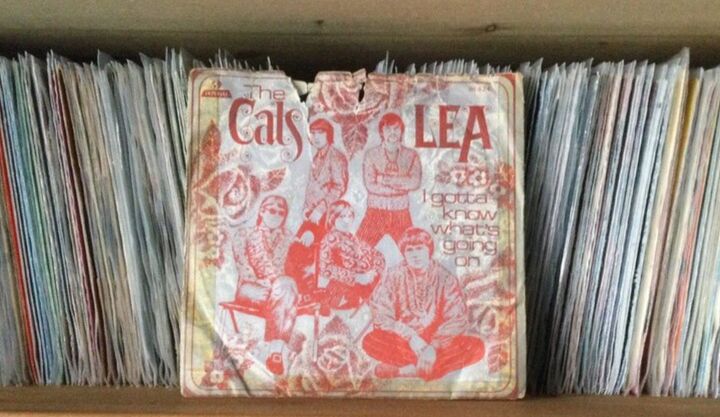 The
Cats
LEA
I gotta
know
what's
going
on